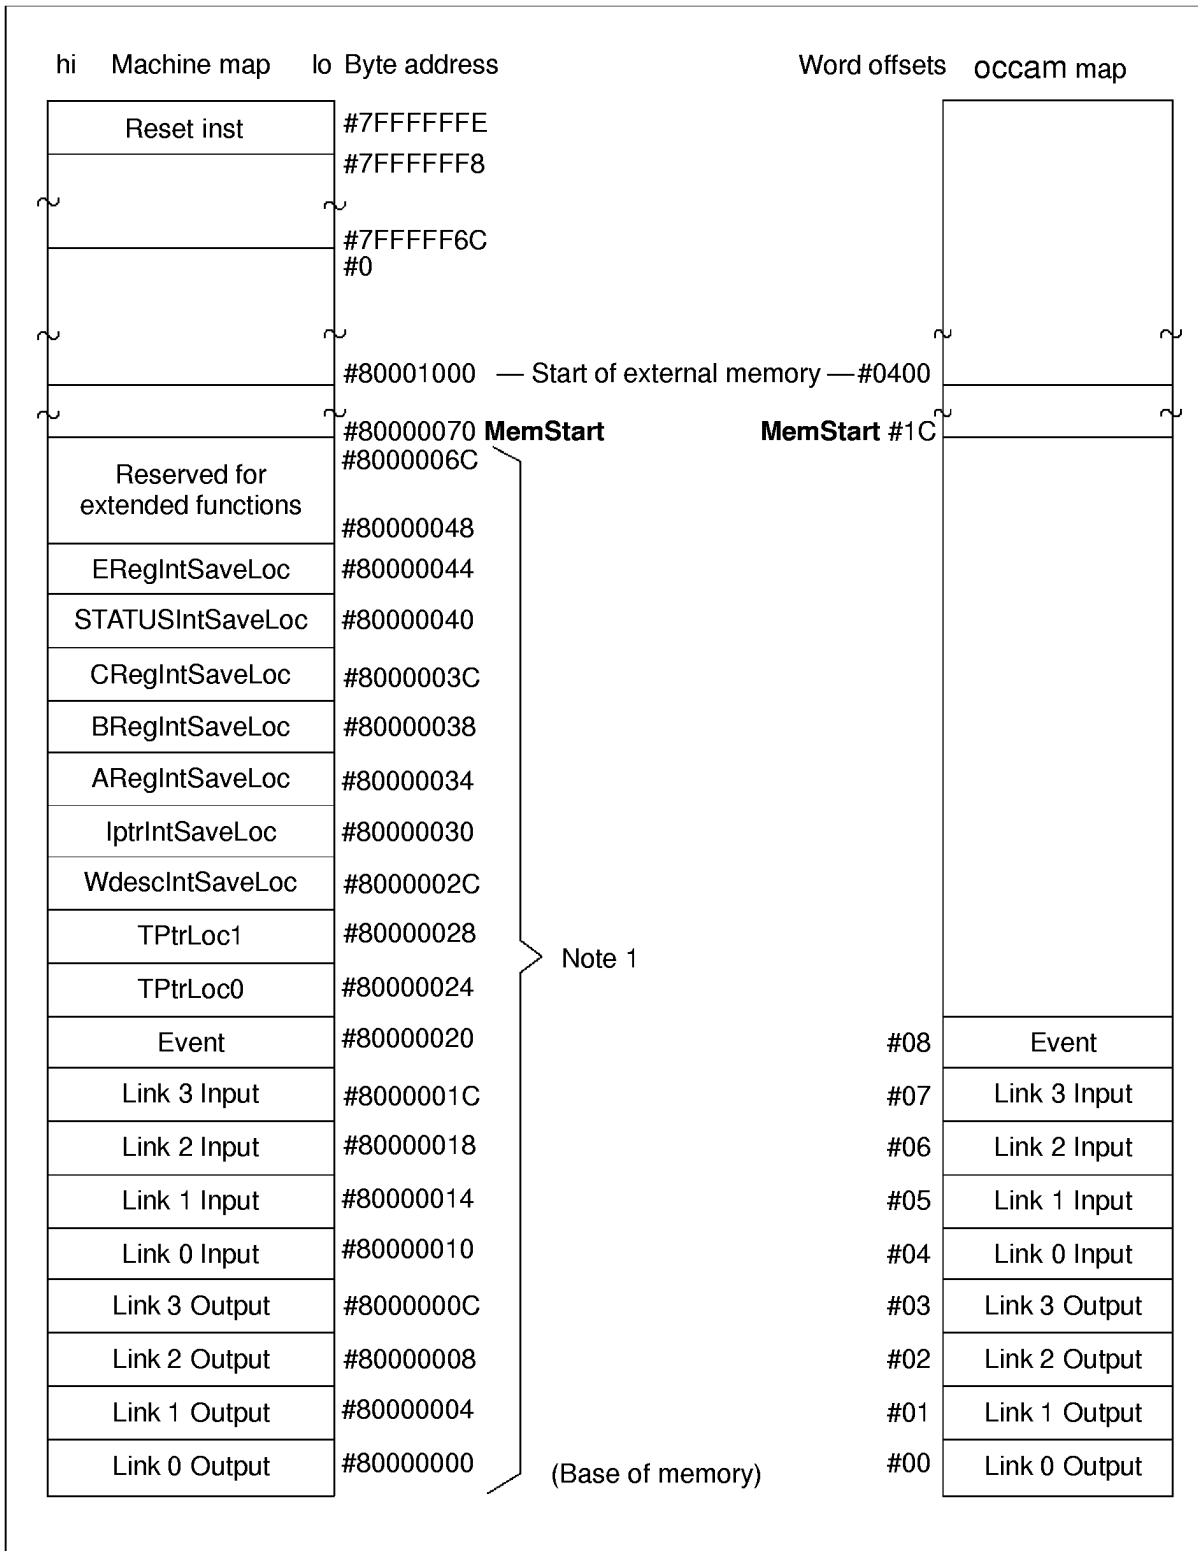 hi Machine map lo Byte address Word offsets occam map
Reset inst #7FFFFFFE
#7FFFFFF8
#7FFFFF6C
#0
#80001000 — Start of external memory — #0400
#80000070 MemStart MemStart #1C
#8000006C
Reserved for
extended functions
#80000048
ERegIntSaveLoc #80000044
STATUSIntSaveLoc #80000040
CRegIntSaveLoc #8000003C
BRegIntSaveLoc #80000038
ARegIntSaveLoc #80000034
IptrIntSaveLoc #80000030
WdescIntSaveLoc #8000002C
TPtrLoc1 #80000028
Note 1
TPtrLoc0 #80000024
Event #80000020 #08 Event
Link 3 Input #8000001C #07 Link 3 Input
Link 2 Input #80000018 #06 Link 2 Input
Link 1 Input #80000014 #05 Link 1 Input
Link 0 Input #80000010 #04 Link 0 Input
Link 3 Output #8000000C #03 Link 3 Output
Link 2 Output #80000008 #02 Link 2 Output
Link 1 Output #80000004 #01 Link 1 Output
Link 0 Output #80000000 (Base of memory) #00 Link 0 Output